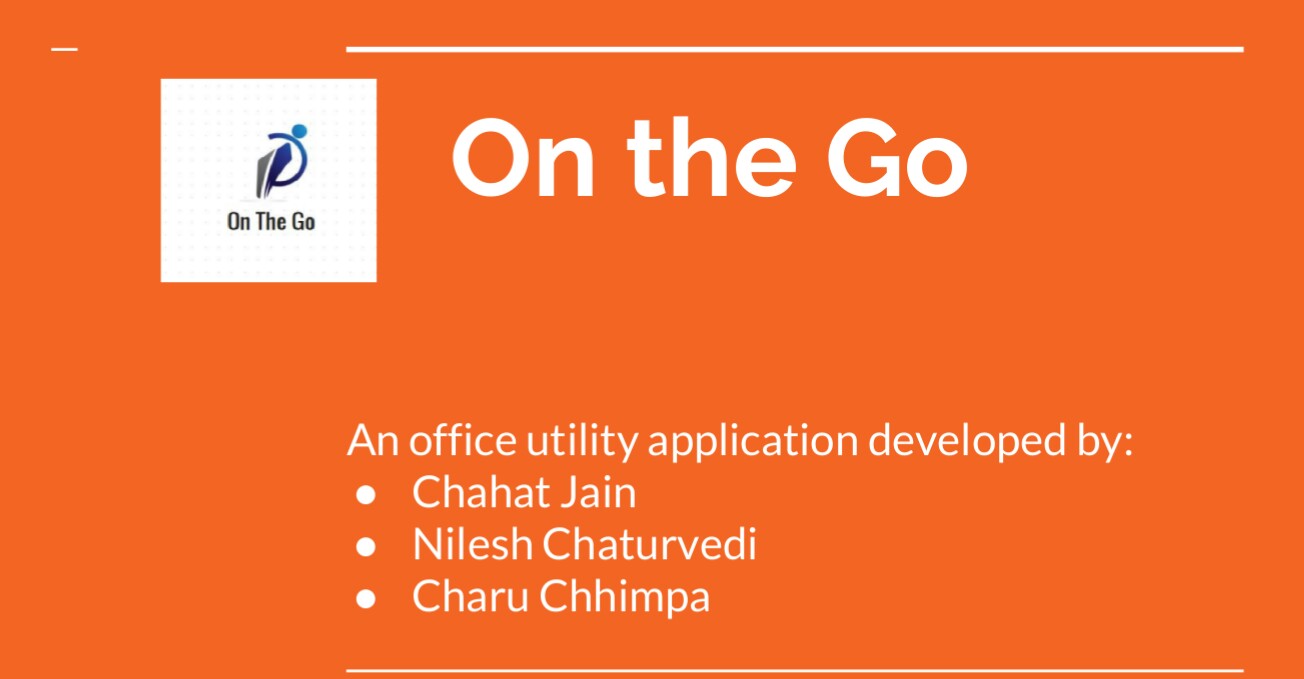 On the Go
On The Go
An office utility application developed by:
● Chahat Jain
● Nilesh Chaturvedi
● Charu Chhimpa